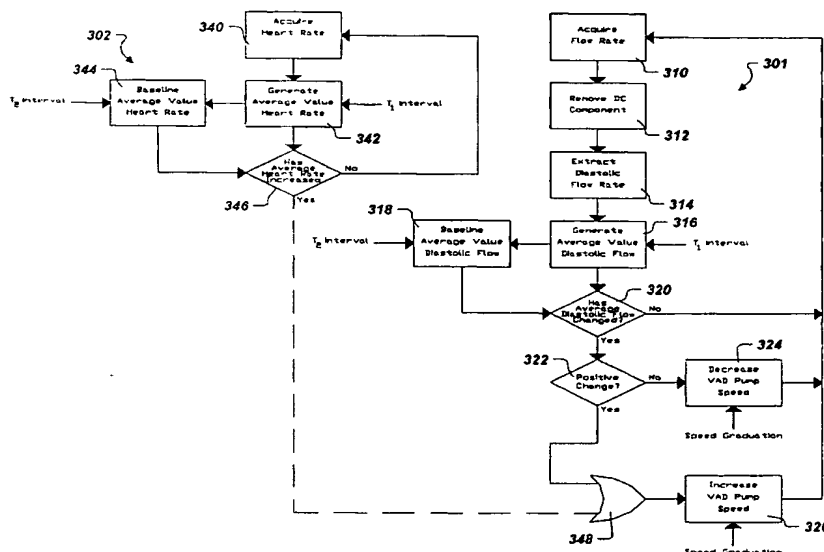 302
340
Acquire
Heart Rate
344
Baseline
Average Value
Heart Rate
T2 Interval
Generate
Average Value
Heart Rate
T1 Interval
342
Has
Average
Heart Rate
Increased
No
346
Yes
301
Acquire
Flow Rate
310
Remove DC
Component
312
Extract
Diastolic
Flow Rate
314
318
Baseline
Average Value
Diastolic Flow
T2 Interval
316
Generate
Average Value
Diastolic Flow
T1 Interval
320
Has
Average
Diastolic Flow
Changed?
No
Yes
322
Positive
Change?
No
Yes
324
Decrease
VAD Pump
Speed
Speed Graduation
348
Increase
VAD Pump
Speed
326
Speed Graduation